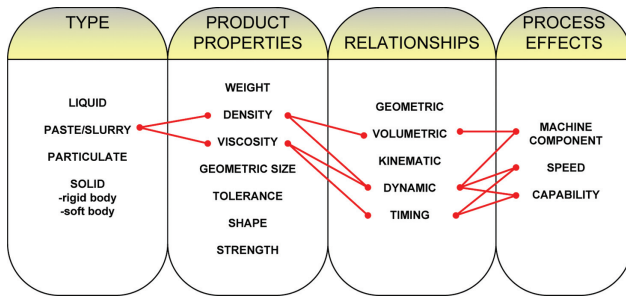 TYPE
PRODUCT
PROPERTIES
RELATIONSHIPS
PROCESS
EFFECTS
LIQUID
PASTE/SLURRY
PARTICULATE
SOLID
-rigid body
-soft body
WEIGHT
DENSITY
VISCOSITY
GEOMETRIC SIZE
TOLERANCE
SHAPE
STRENGTH
GEOMETRIC
VOLUMETRIC
KINEMATIC
DYNAMIC
TIMING
MACHINE
COMPONENT
SPEED
CAPABILITY